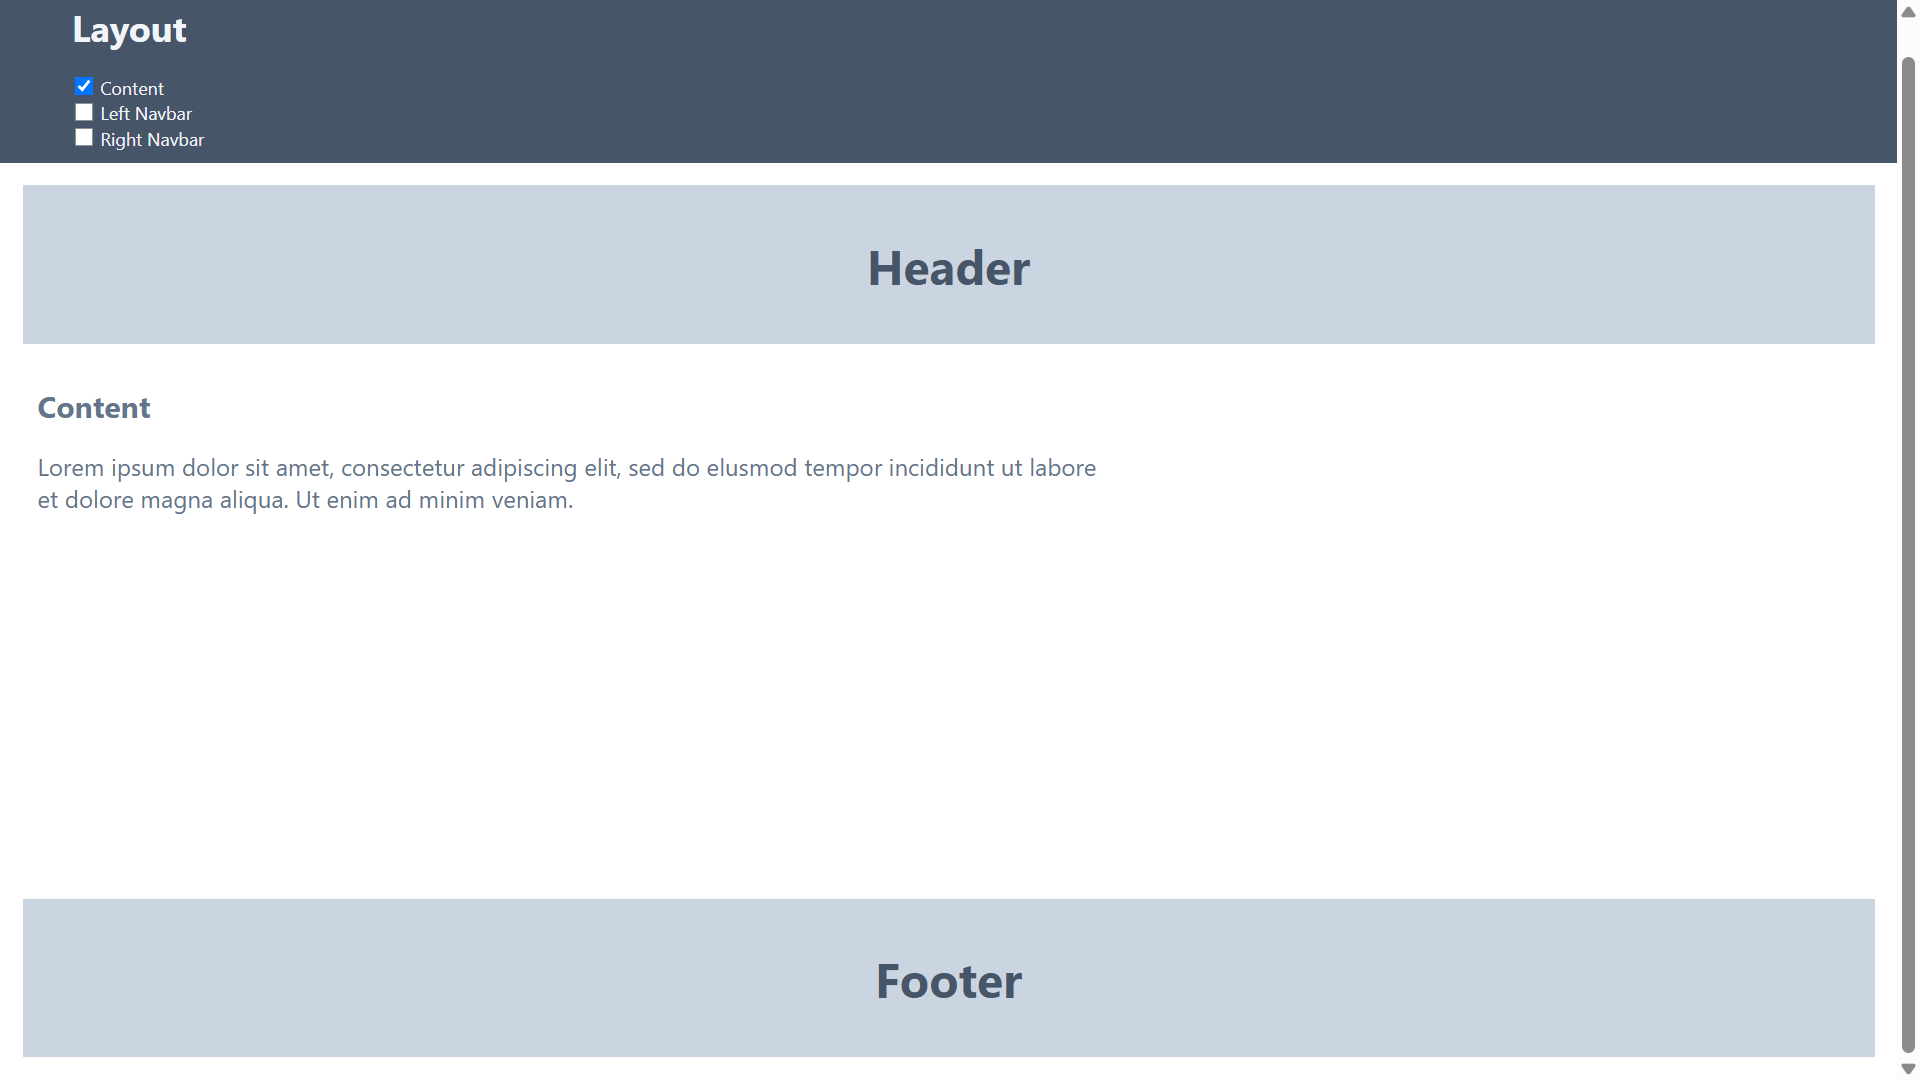 Layout
Content
Left Navbar
Right Navbar
Header
Content
Lorem ipsum dolor sit amet, consectetur adipiscing elit, sed do elusmod tempor incididunt ut labore
et dolore magna aliqua. Ut enim ad minim veniam.
Footer